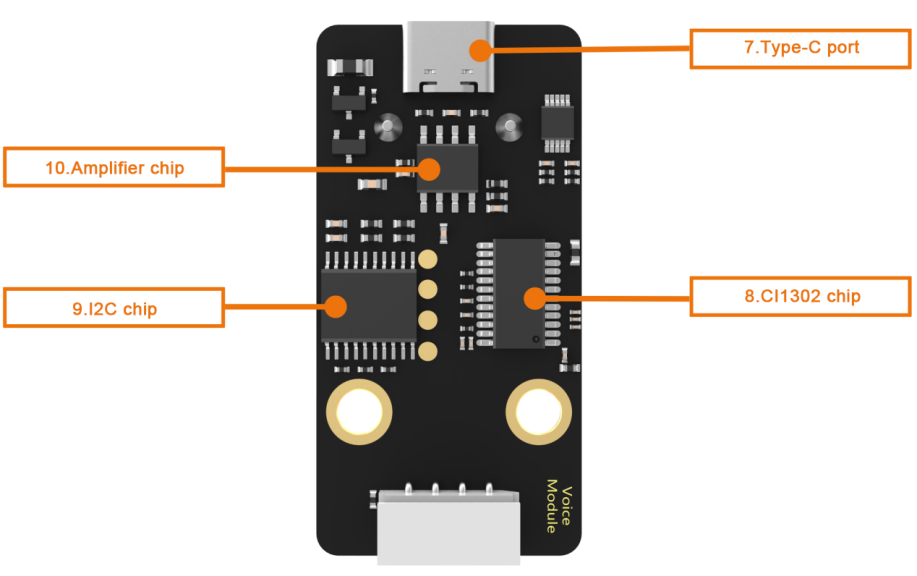 7.Type-C port
10.Amplifier chip
8.CI1302 chip
9.I2C chip
Voice
Module